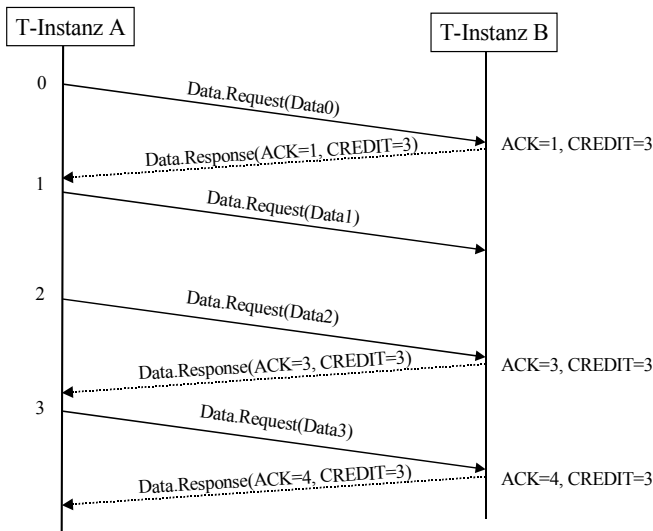 T-Instanz A
T-Instanz B
0
Data.Request(Data0)
Data.Response(ACK=1, CREDIT=3)
ACK=1, CREDIT=3
1
Data.Request(Data1)
2
Data.Request(Data2)
Data.Response(ACK=3, CREDIT=3)
ACK=3, CREDIT=3
3
Data.Request(Data3)
Data.Response(ACK=4, CREDIT=3)
ACK=4, CREDIT=3